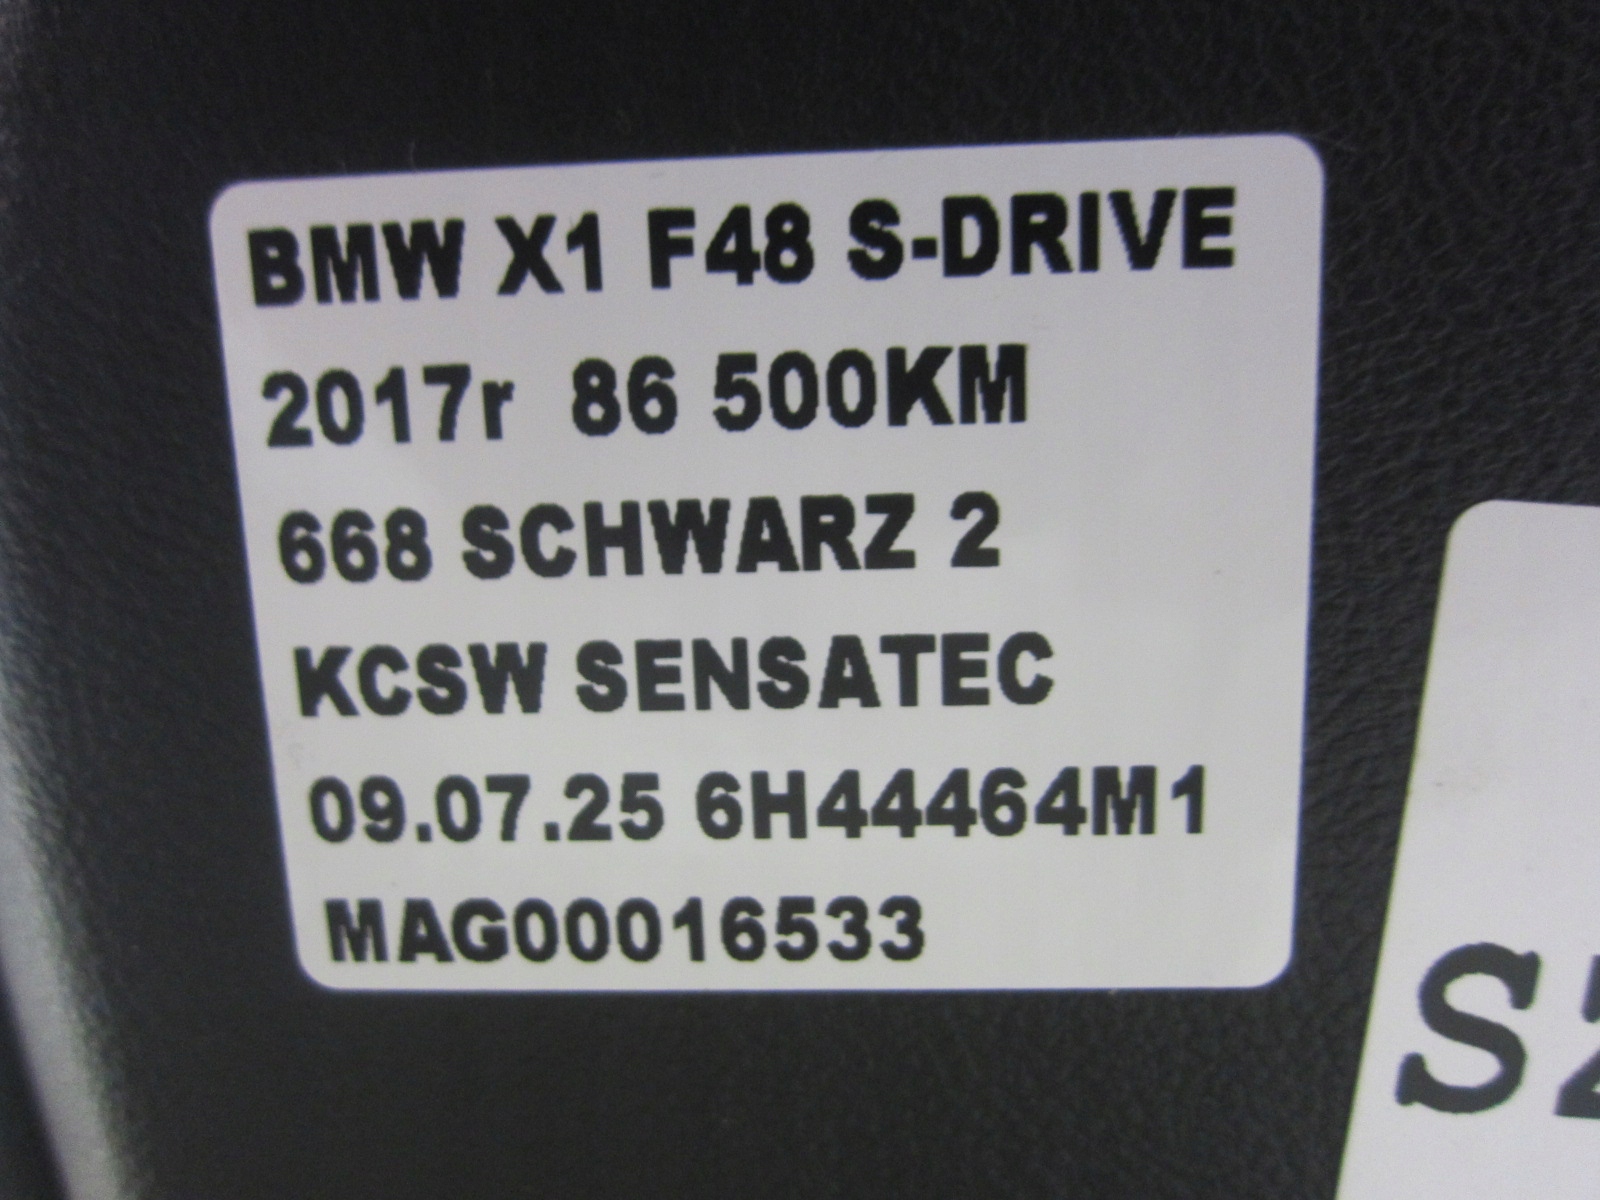 BMW X1 F48 S-DRIVE
2017r 86 500KM
668 SCHWARZ 2
KCSW SENSATEC
09.07.25 6H44464M1
MAG00016533